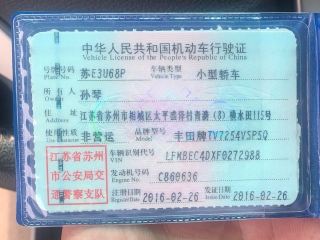 中华人民共和国机动车行驶证
Vehicle License of the People's Republic of China
号牌号码 苏E3U68P 车辆类型 小型轿车
Plate No. Vehicle Type
所有人 孙琴
Owner
住址 江苏省苏州市相城区太平
Address
使用性质 非营运 品牌型号 丰田牌TV7254VSPSQ
Model
江苏省苏州 车辆识别代号 LFMBEC4DXF0272988
VIN
市公安局交 发动机号码 C860636
Engine No.
通警察支队 注册日期 2016-02-26 发证日期 2016-02-26
Register Date Issue Date